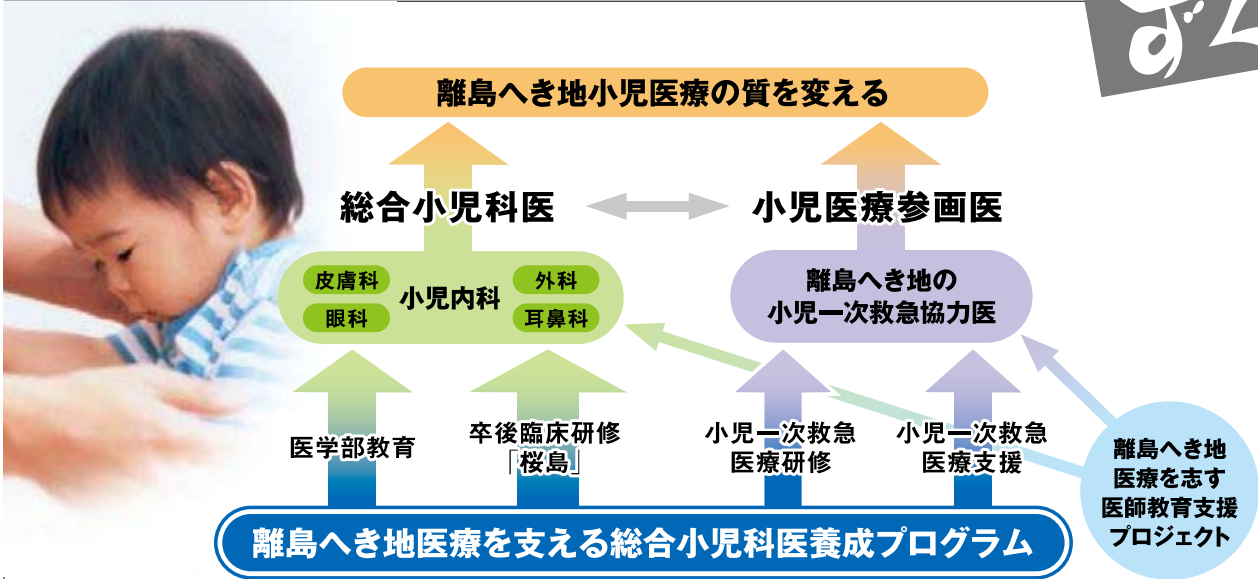 離島へき地小児医療の質を変える
総合小児科医
小児医療参画医
皮膚科
眼科
小児内科
外科
耳鼻科
離島へき地の
小児一次救急協力医
医学部教育
卒後臨床研修
「桜島」
小児一次救急
医療研修
小児一次救急
医療支援
離島へき地
医療を志す
医師教育支援
プロジェクト
離島へき地医療を支える総合小児科医養成プログラム